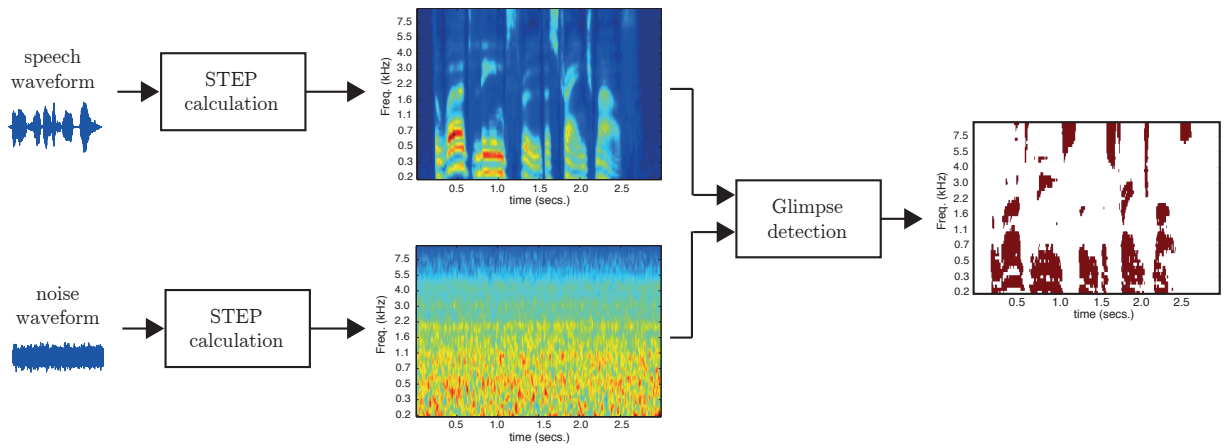 speech
waveform
STEP
calculation
Freq. (kHz)
7.5
5.5
4.0
3.0
2.2
1.6
1.1
0.7
0.5
0.3
0.2
0.5 1.0 1.5 2.0 2.5
time (secs.)
noise
waveform
STEP
calculation
Freq. (kHz)
7.5
5.5
4.0
3.0
2.2
1.6
1.1
0.7
0.5
0.3
0.2
0.5 1.0 1.5 2.0 2.5
time (secs.)
Glimpse
detection
Freq. (kHz)
7.5
5.5
4.0
3.0
2.2
1.6
1.1
0.7
0.5
0.3
0.2
0.5 1.0 1.5 2.0 2.5
time (secs.)